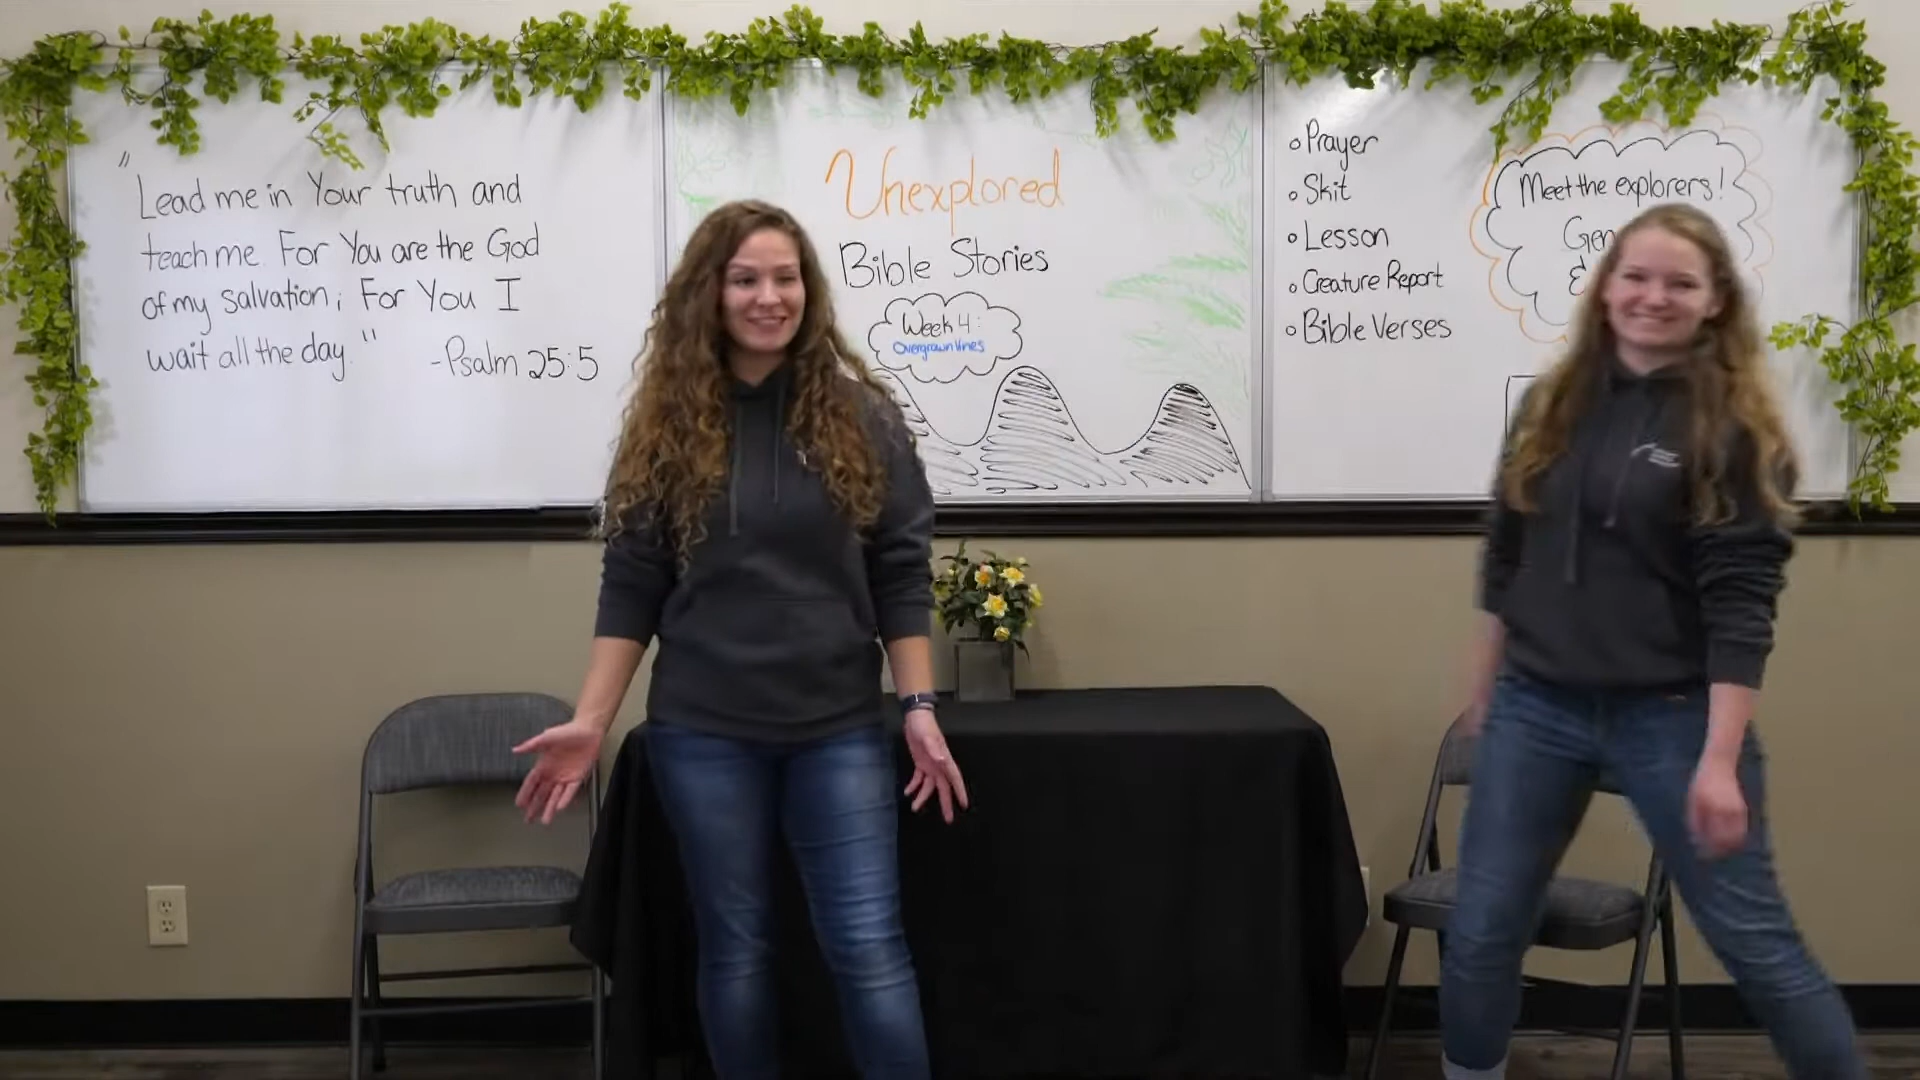 "
Lead me in Your truth and
teach me. For You are the God
of my salvation; For You I
wait all the day."
-Psalm 25:5
Unexplored
Bible Stories
Week 4:
Overgrown Vines
• Prayer
• Skit
• Lesson
• Creature Report
• Bible Verses
Meet the explorers!
&